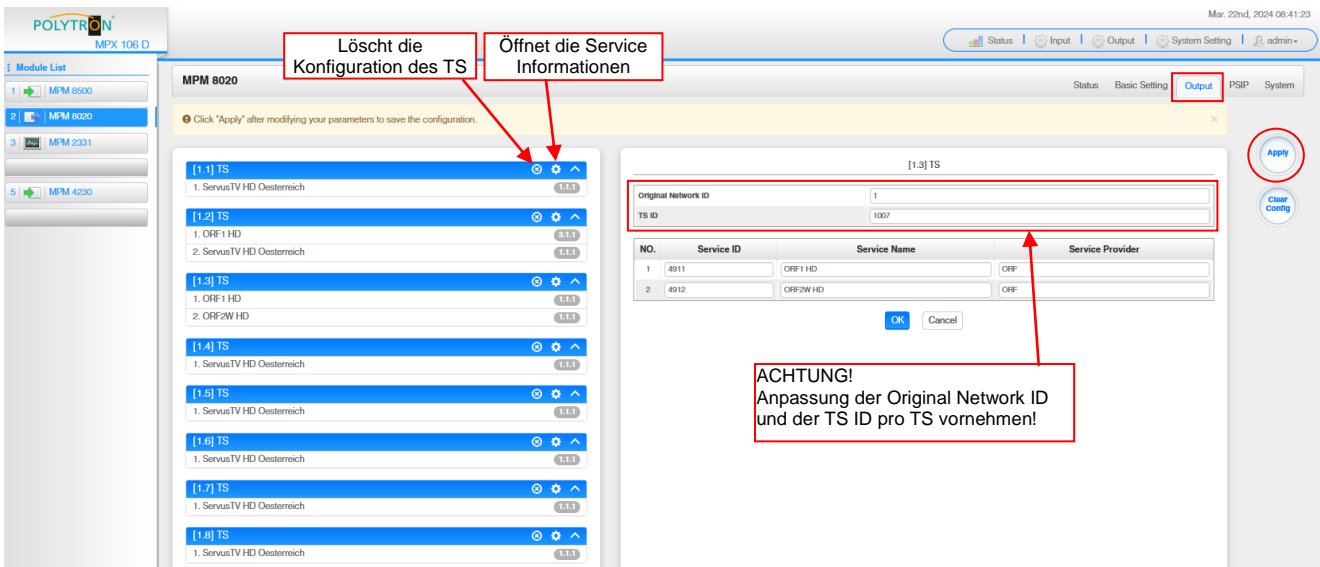 POLYTRON
MPX 106 D
Mar. 22nd, 2024 08:41:23
Status
Input
Output
System Setting
admin
Löscht die
Konfiguration des TS
Öffnet die Service
Informationen
Module List
1 MPM 8500
2 MPM 8020
3 MPM 2331
5 MPM 4230
MPM 8020
Status
Basic Setting
Output
PSIP
System
Click "Apply" after modifying your parameters to save the configuration.
×
Apply
Clear
Config
[1.1] TS
1. ServusTV HD Oesterreich 1.1.1
[1.2] TS
1. ORF1 HD 3.1.1
2. ServusTV HD Oesterreich 1.1.1
[1.3] TS
1. ORF1 HD 1.1.1
2. ORF2W HD 1.1.1
[1.4] TS
1. ServusTV HD Oesterreich 1.1.1
[1.5] TS
1. ServusTV HD Oesterreich 1.1.1
[1.6] TS
1. ServusTV HD Oesterreich 1.1.1
[1.7] TS
1. ServusTV HD Oesterreich 1.1.1
[1.8] TS
1. ServusTV HD Oesterreich 1.1.1
[1.3] TS
Original Network ID 1
TS ID 1007
NO. Service ID Service Name Service Provider
1 4911 ORF1 HD ORF
2 4912 ORF2W HD ORF
OK Cancel
ACHTUNG!
Anpassung der Original Network ID
und der TS ID pro TS vornehmen!